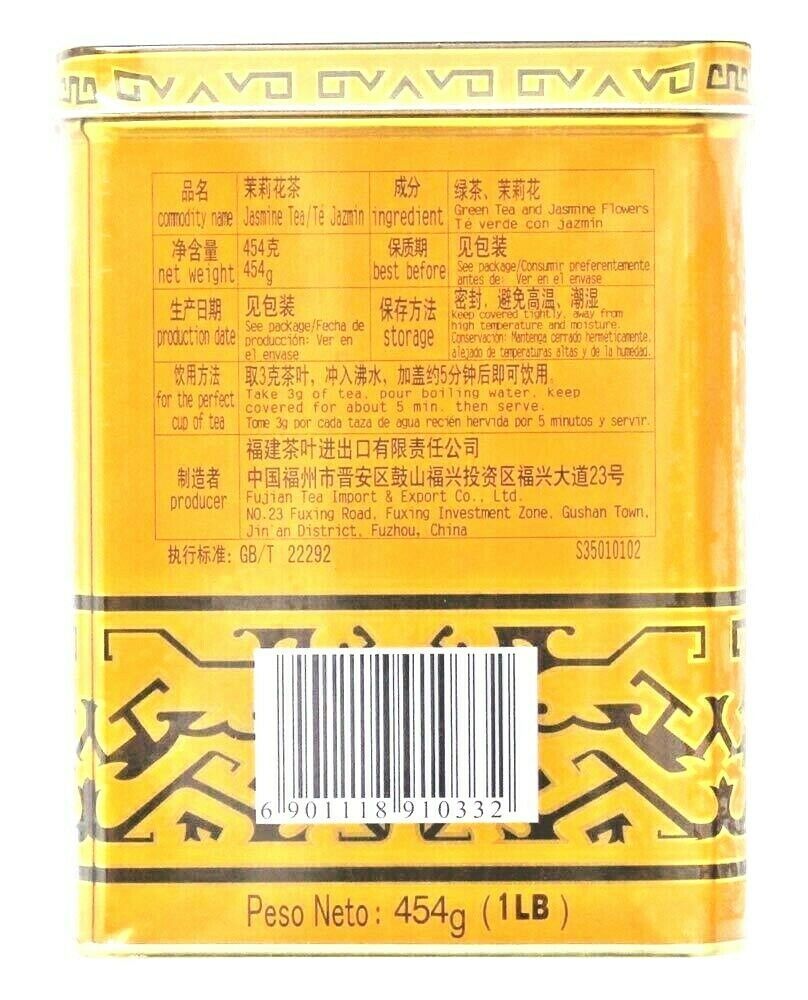 品名 茉莉花茶 成分 绿茶、茉莉花
commodity name Jasmine Tea/Té Jazmin ingredient Green Tea and Jasmine Flowers
Té verde con jazmin
净含量 454克 保质期 见包装
net weight 454g best before See package/Consumir preferentemente
antes de: Ver en el envase
生产日期 见包装 保存方法 密封，避免高温、潮湿
production date See package/Fecha de storage keep covered tightly, away from
producción: Ver en high temperature and moisture.
el envase Conservación: Mantenga cerrado herméticamente,
alejado de temperaturas altas y de la humedad.
饮用方法 取3克茶叶，冲入沸水，加盖约5分钟后即可饮用。
for the perfect Take 3g of tea, pour boiling water, keep
cup of tea covered for about 5 min. then serve.
Tome 3g por cada taza de agua recién hervida por 5 minutos y servir.
制造者 福建茶叶进出口有限责任公司
producer 中国福州市晋安区鼓山福兴投资区福兴大道23号
Fujian Tea Import & Export Co., Ltd.
NO.23 Fuxing Road, Fuxing Investment Zone, Gushan Town,
Jin'an District, Fuzhou, China
执行标准: GB/T 22292 S35010102
6 901118 910332
Peso Neto: 454g (1LB)